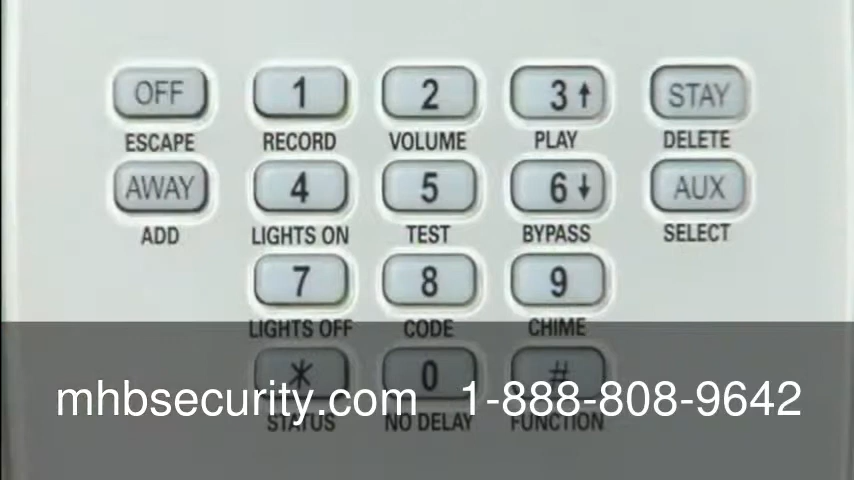 OFF 1 2 3↑ STAY
ESCAPE RECORD VOLUME PLAY DELETE
AWAY 4 5 6↓ AUX
ADD LIGHTS ON TEST BYPASS SELECT
7 8 9
LIGHTS OFF CODE CHIME
* 0 #
mhbsecurity.com 1-888-808-9642
STATUS NO DELAY FUNCTION